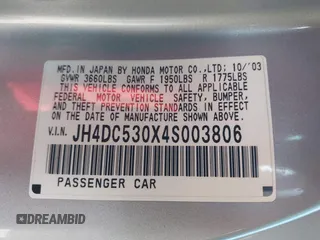 MFD. IN JAPAN BY HONDA MOTOR CO.,LTD; 10/'03
GVWR 3660LBS GAWR F 1950LBS R 1775LBS
THIS VEHICLE CONFORMS TO ALL APPLICABLE
FEDERAL MOTOR VEHICLE SAFETY, BUMPER,
AND THEFT PREVENTION STANDARDS IN EFFECT
ON THE DATE OF MANUFACTURE SHOWN ABOVE.
V.I.N. JH4DC530X4S003806
PASSENGER CAR
DREAMBID